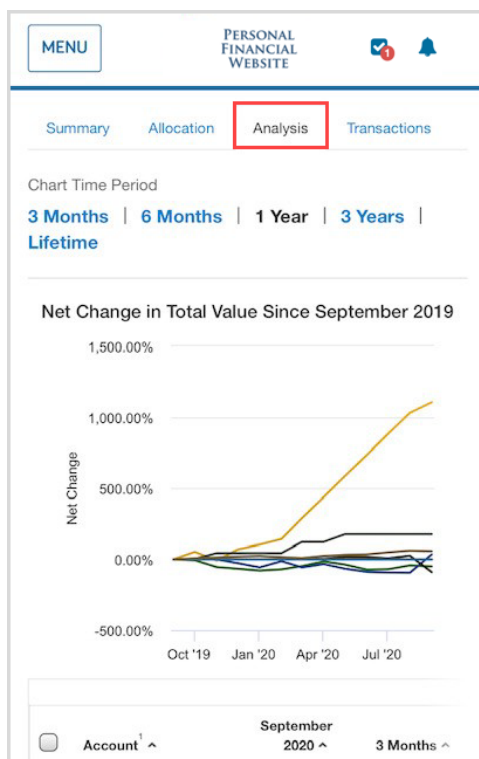 MENU
PERSONAL
FINANCIAL
WEBSITE
1
Summary Allocation Analysis Transactions
Chart Time Period
3 Months | 6 Months | 1 Year | 3 Years |
Lifetime
Net Change in Total Value Since September 2019
1,500.00%
1,000.00%
Net Change
500.00%
0.00%
-500.00%
Oct '19 Jan '20 Apr '20 Jul '20
September
Account1 2020 3 Months